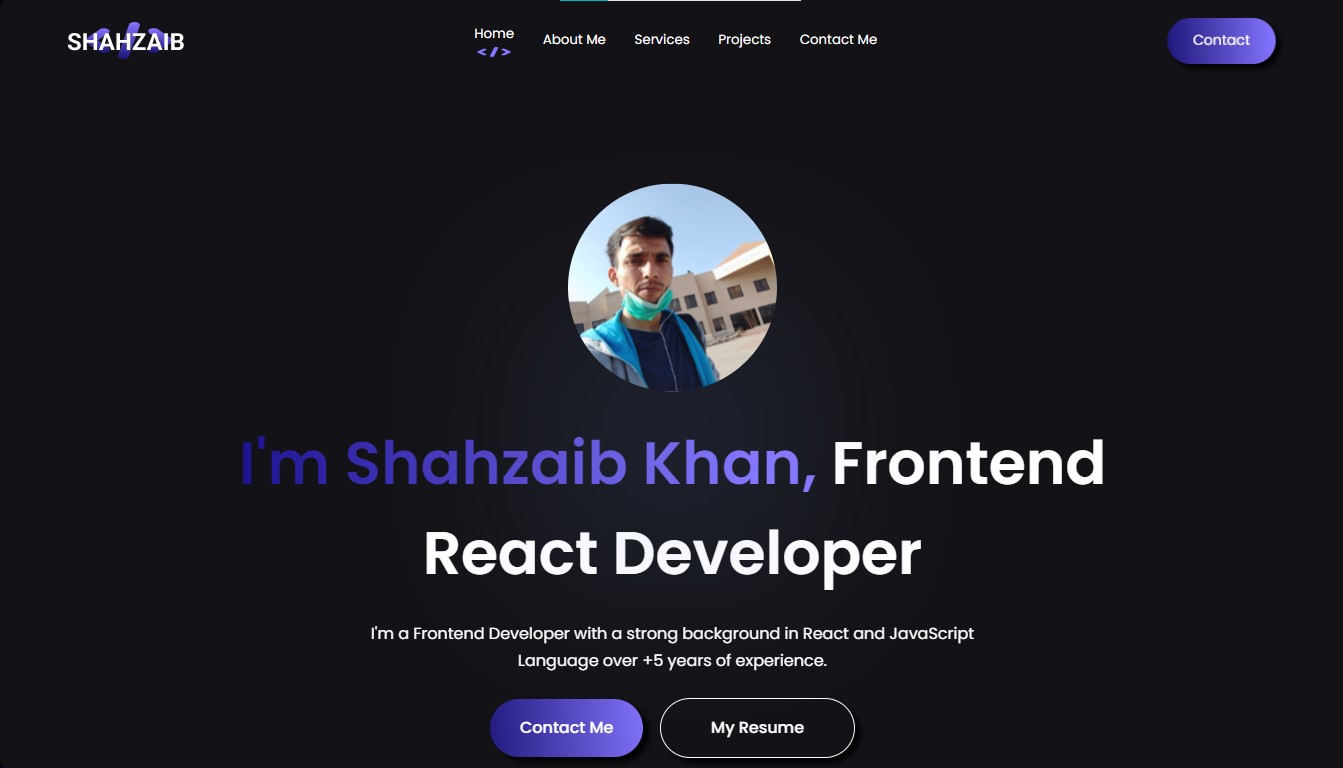 SHAHZAIB
Home About Me Services Projects Contact Me
</>
Contact
I'm Shahzaib Khan, Frontend
React Developer
I'm a Frontend Developer with a strong background in React and JavaScript
Language over +5 years of experience.
Contact Me My Resume